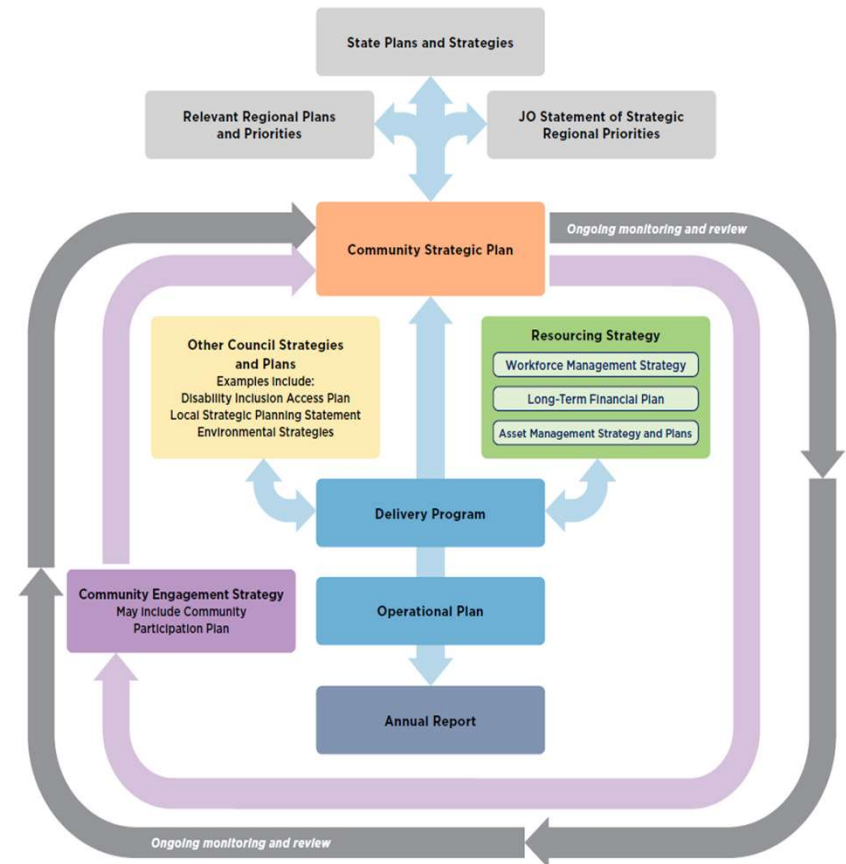 State Plans and Strategies
Relevant Regional Plans
and Priorities
JO Statement of Strategic
Regional Priorities
Community Strategic Plan
Ongoing monitoring and review
Other Council Strategies
and Plans
Examples include:
Disability Inclusion Access Plan
Local Strategic Planning Statement
Environmental Strategies
Resourcing Strategy
Workforce Management Strategy
Long-Term Financial Plan
Asset Management Strategy and Plans
Delivery Program
Community Engagement Strategy
May Include Community
Participation Plan
Operational Plan
Annual Report
Ongoing monitoring and review